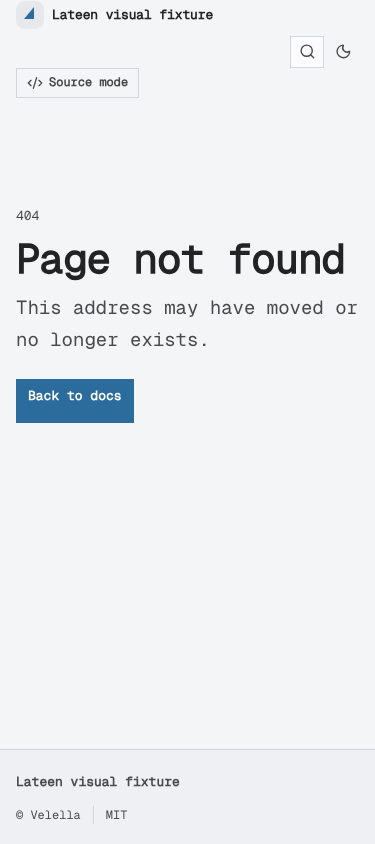 Lateen visual fixture
Source mode
404
Page not found
This address may have moved or
no longer exists.
Back to docs
Lateen visual fixture
© Velella
MIT